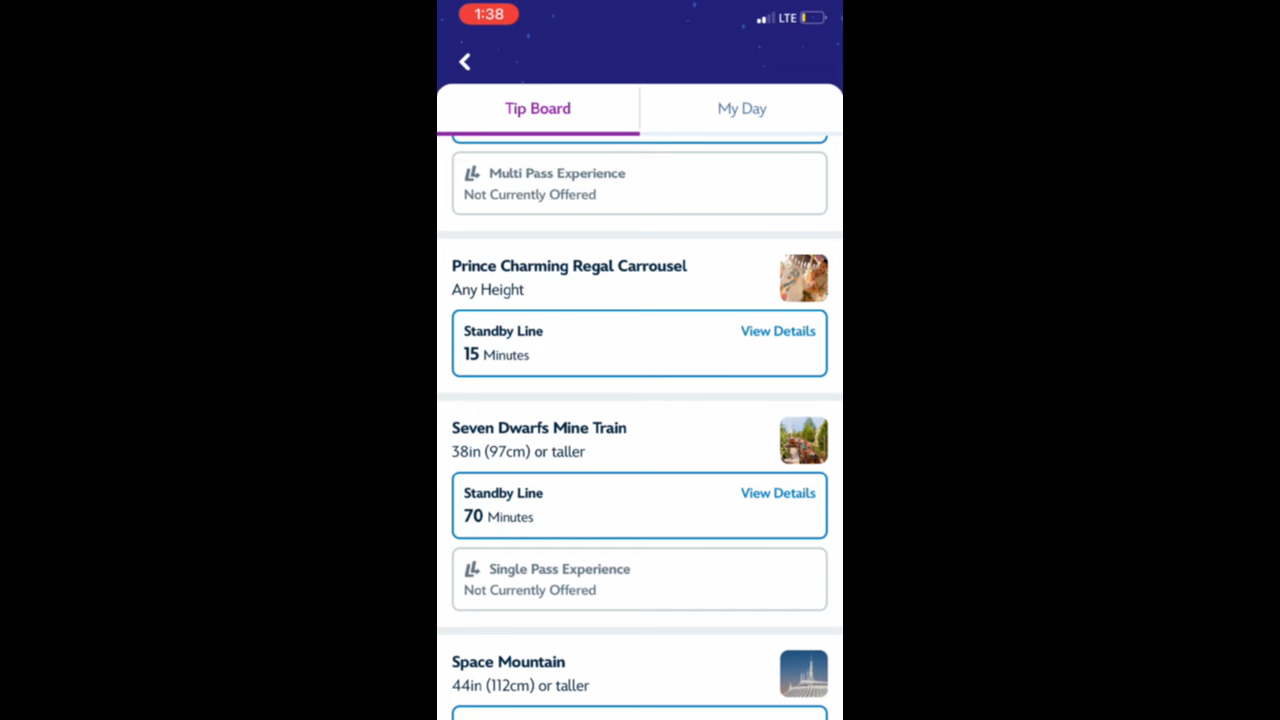 1:38
LTE
Tip Board
My Day
Multi Pass Experience
Not Currently Offered
Prince Charming Regal Carrousel
Any Height
Standby Line
View Details
15 Minutes
Seven Dwarfs Mine Train
38in (97cm) or taller
Standby Line
View Details
70 Minutes
Single Pass Experience
Not Currently Offered
Space Mountain
44in (112cm) or taller